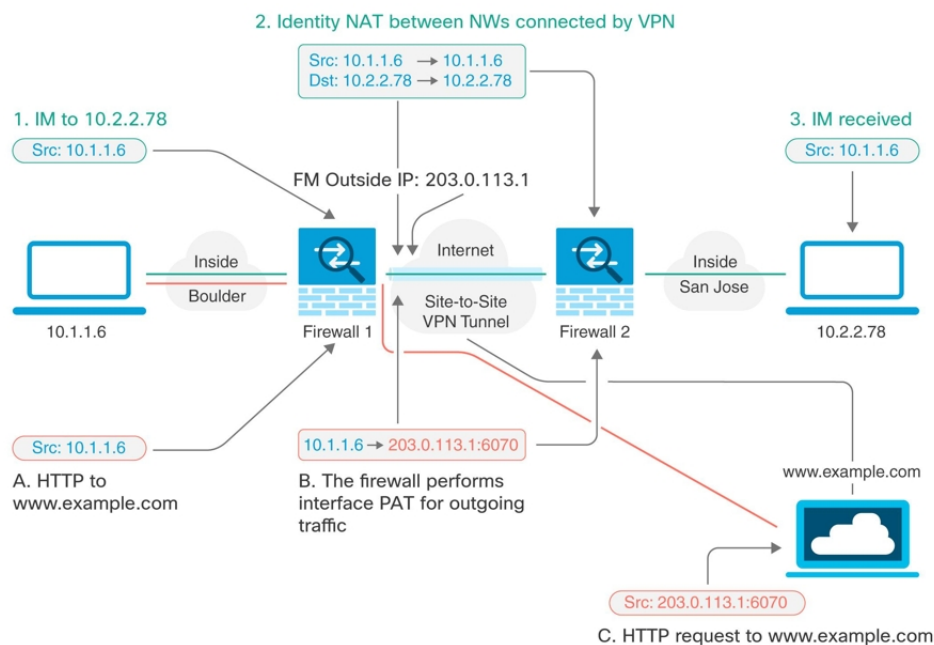 2. Identity NAT between NWs connected by VPN
Src: 10.1.1.6 → 10.1.1.6
Dst: 10.2.2.78 → 10.2.2.78
1. IM to 10.2.2.78
Src: 10.1.1.6
3. IM received
Src: 10.1.1.6
FM Outside IP: 203.0.113.1
Inside
Boulder
Internet
Site-to-Site
VPN Tunnel
Inside
San Jose
10.1.1.6
Firewall 1
Firewall 2
10.2.2.78
Src: 10.1.1.6
A. HTTP to
www.example.com
10.1.1.6 → 203.0.113.1:6070
B. The firewall performs
interface PAT for outgoing
traffic
www.example.com
Src: 203.0.113.1:6070
C. HTTP request to www.example.com